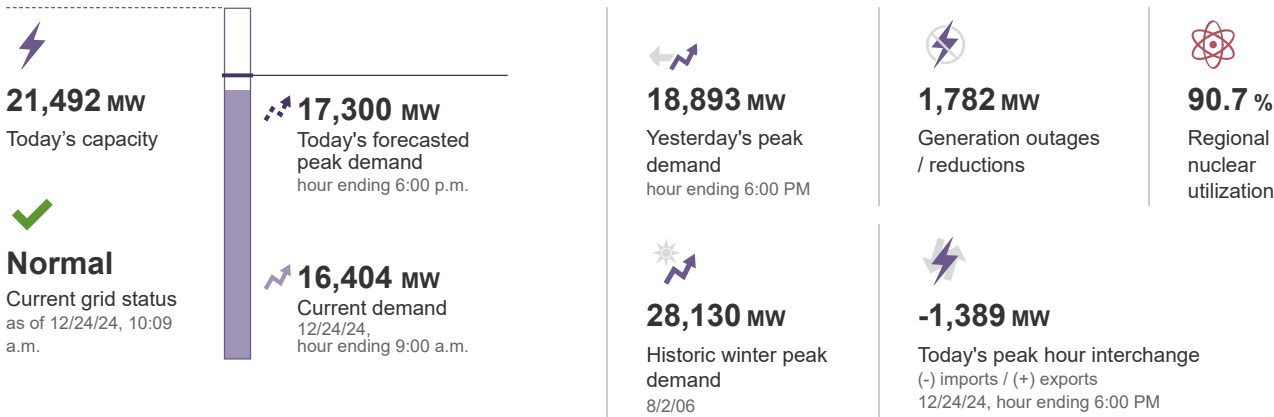 21,492 MW
Today’s capacity
Normal
Current grid status
as of 12/24/24, 10:09
a.m.
17,300 MW
Today's forecasted
peak demand
hour ending 6:00 p.m.
16,404 MW
Current demand
12/24/24,
hour ending 9:00 a.m.
18,893 MW
Yesterday's peak
demand
hour ending 6:00 PM
1,782 MW
Generation outages
/ reductions
90.7 %
Regional
nuclear
utilization
28,130 MW
Historic winter peak
demand
8/2/06
-1,389 MW
Today's peak hour interchange
(-) imports / (+) exports
12/24/24, hour ending 6:00 PM